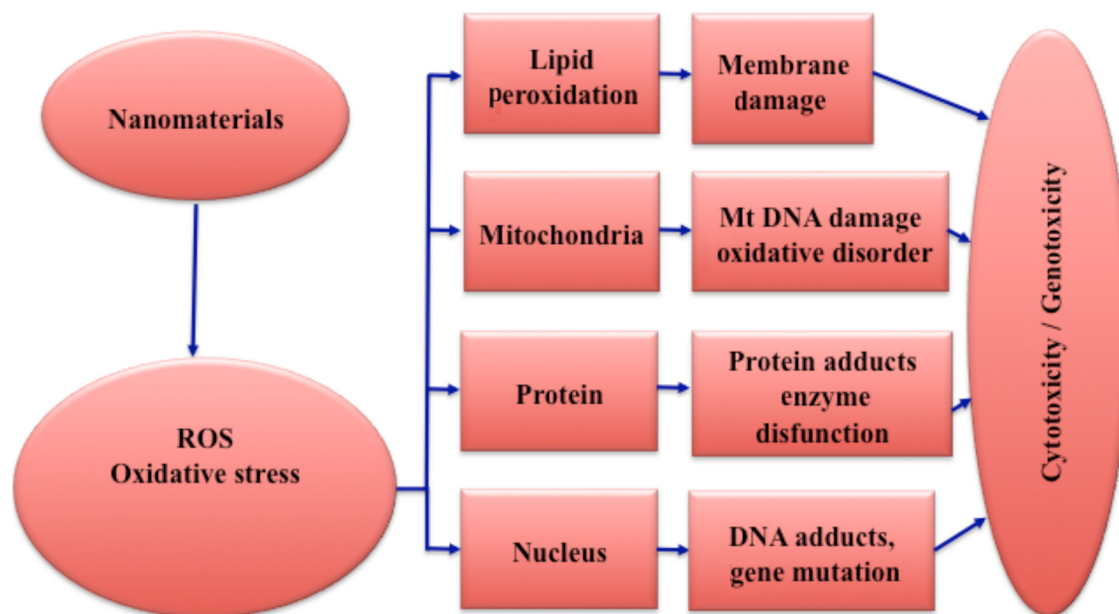 Nanomaterials
ROS
Oxidative stress
Lipid
peroxidation
Membrane
damage
Mitochondria
Mt DNA damage
oxidative disorder
Protein
Protein adducts
enzyme
disfunction
Nucleus
DNA adducts,
gene mutation
Cytotoxicity / Genotoxicity